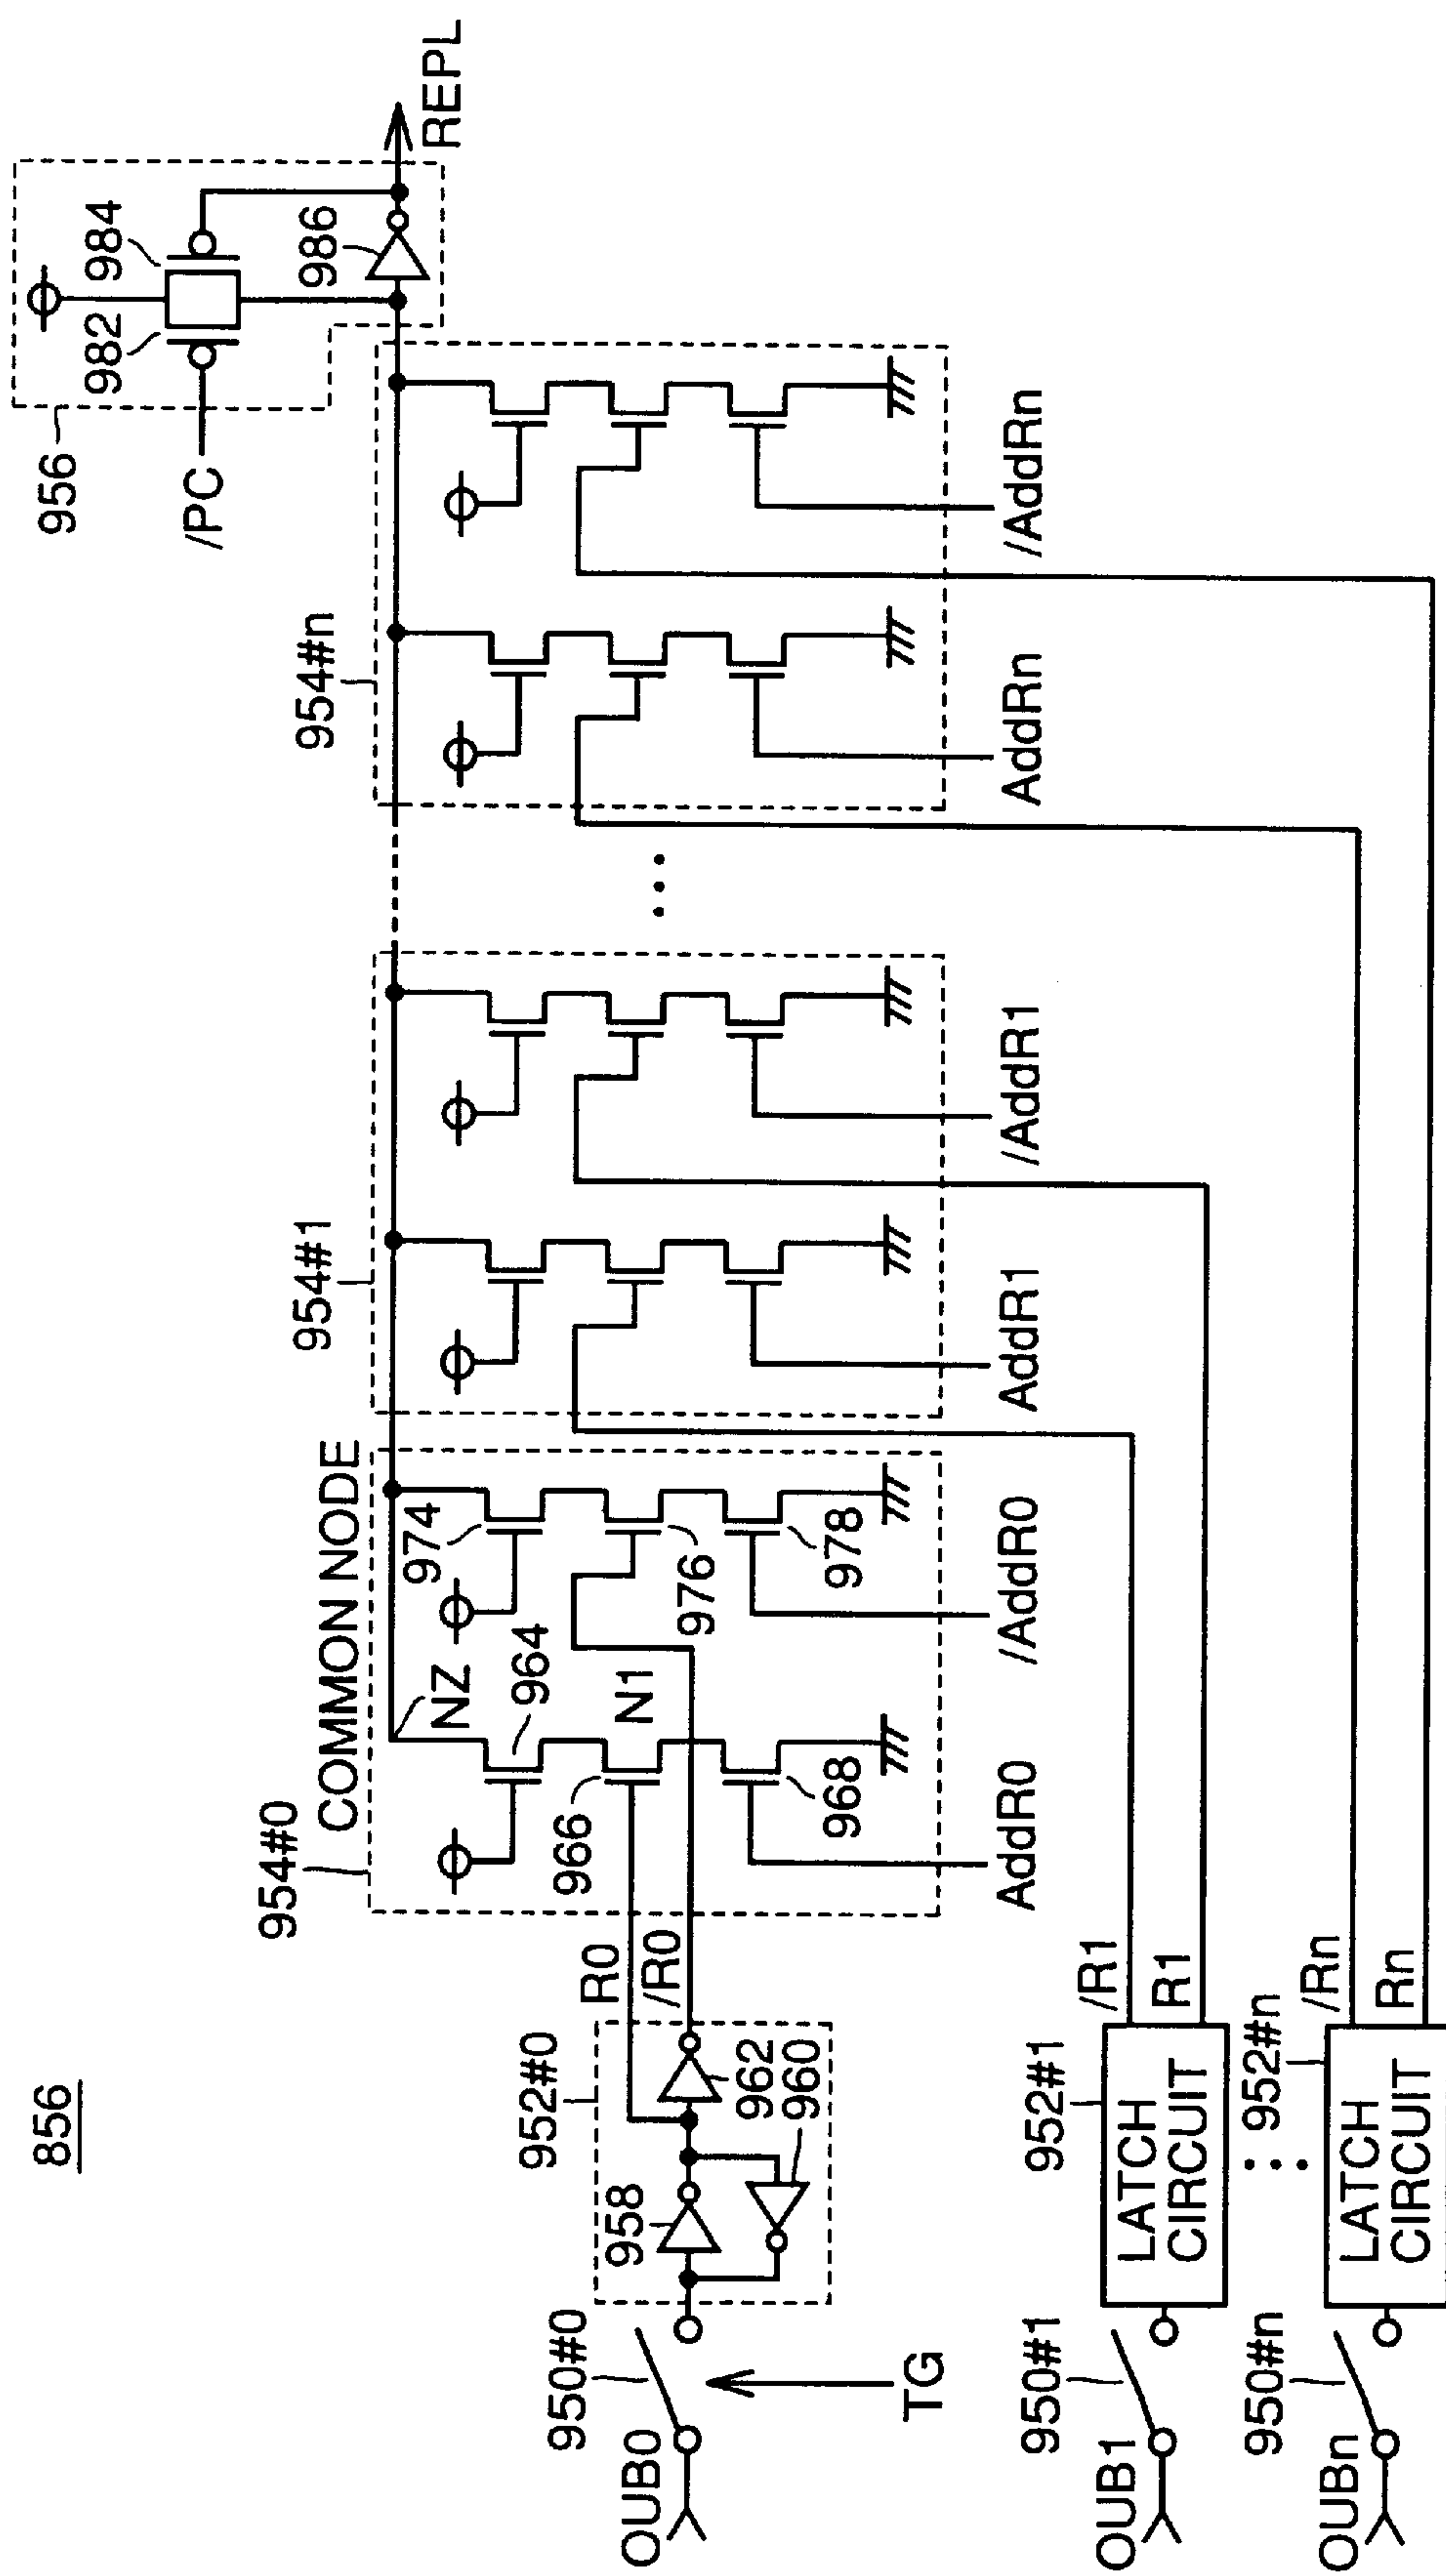 856
956
982
984
986
/PC
REPL
954#0
COMMON NODE
954#1
954#n
NZ
964
974
966
N1
976
968
978
AddR0
/AddR0
AddR1
/AddR1
...
AddRn
/AddRn
950#0
OUB0
TG
952#0
958
962
960
R0
/R0
950#1
OUB1
952#1
LATCH
CIRCUIT
/R1
R1
950#n
OUBn
952#n
LATCH
CIRCUIT
/Rn
Rn